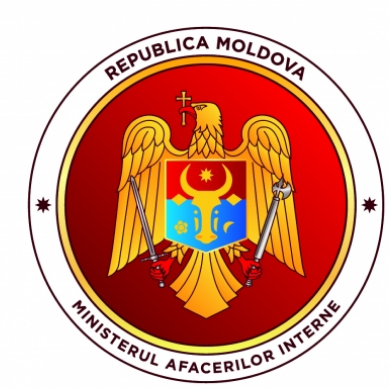 REPUBLICA MOLDOVA
MINISTERUL AFACERILOR INTERNE